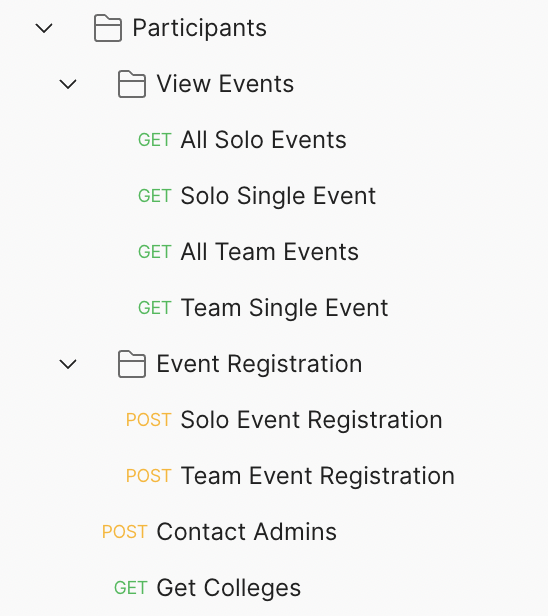 Participants
View Events
GET All Solo Events
GET Solo Single Event
GET All Team Events
GET Team Single Event
Event Registration
POST Solo Event Registration
POST Team Event Registration
POST Contact Admins
GET Get Colleges